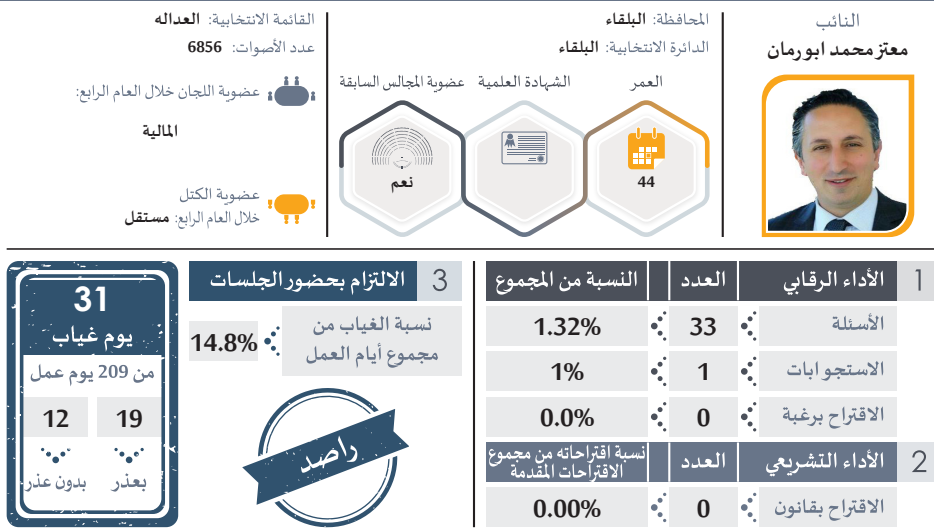 النائب
معتز محمد ابورمان
المحافظة: البلقاء
الدائرة الانتخابية: البلقاء
العمر
44
الشهادة العلمية
عضوية المجالس السابقة
نعم
القائمة الانتخابية: العداله
عدد الأصوات: 6856
عضوية اللجان خلال العام الرابع:
المالية
عضوية الكتل
خلال العام الرابع: مستقل
1 الأداء الرقابي العدد النسبة من المجموع
الأسئلة 33 1.32%
الاستجوابات 1 1%
الاقتراح برغبة 0 0.0%
2 الأداء التشريعي العدد نسبة اقتراحاته من مجموع
الاقتراحات المقدمة
الاقتراح بقانون 0 0.00%
3 الالتزام بحضور الجلسات
نسبة الغياب من
مجموع أيام العمل
14.8%
راصد
31
يوم غياب
من 209 يوم عمل
19 12
بعذر بدون عذر